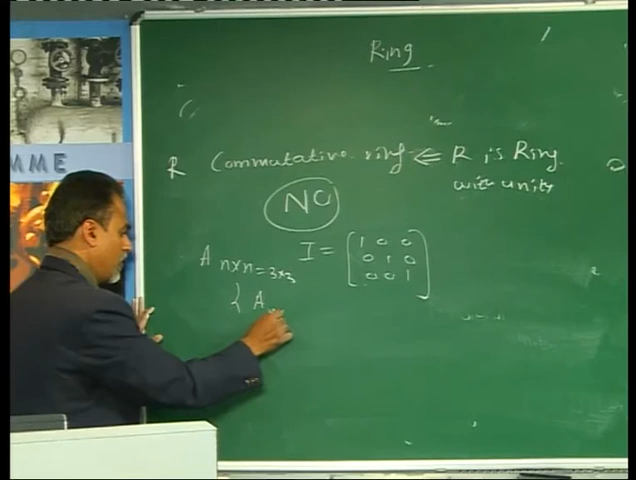 Ring
R Commutative ring ⇐ R is Ring
with unity
NO
A n×n = 3×3 I = [1 0 0
0 1 0
0 0 1]
{ A
MME